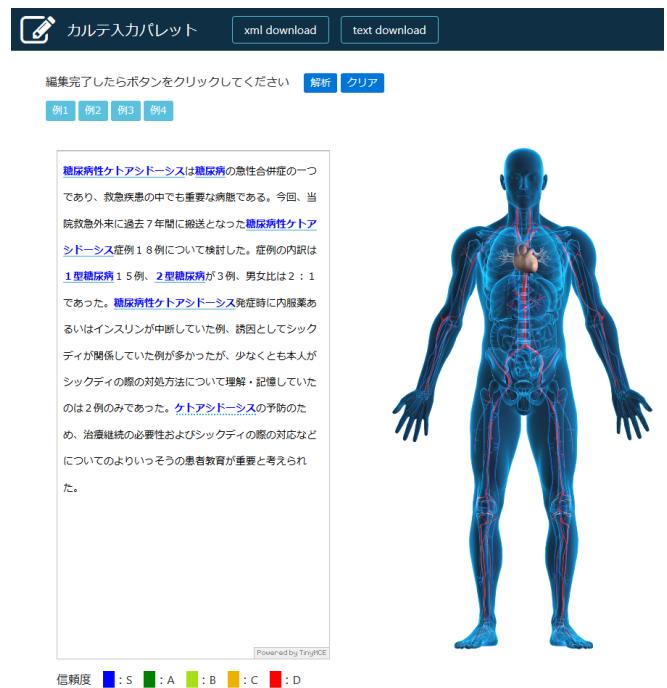 カルテ入力パレット xml download text download
編集完了したらボタンをクリックしてください 解析 クリア
例1 例2 例3 例4
糖尿病性ケトアシドーシスは糖尿病の急性合併症の一つ
であり、救急疾患の中でも重要な病態である。今回、当
院救急外来に過去７年間に搬送となった糖尿病性ケトア
シドーシス症例１８例について検討した。症例の内訳は
１型糖尿病１５例、２型糖尿病が３例、男女比は２：１
であった。糖尿病性ケトアシドーシス発症時に内服薬あ
るいはインスリンが中断していた例、誘因としてシック
ディが関係していた例が多かったが、少なくとも本人が
シックディの際の対処方法について理解・記憶していた
のは２例のみであった。ケトアシドーシスの予防のた
め、治療継続の必要性およびシックディの際の対応など
についてのよりいっそうの患者教育が重要と考えられ
た。
Powered by TinyMCE
信頼度 : S : A : B : C : D